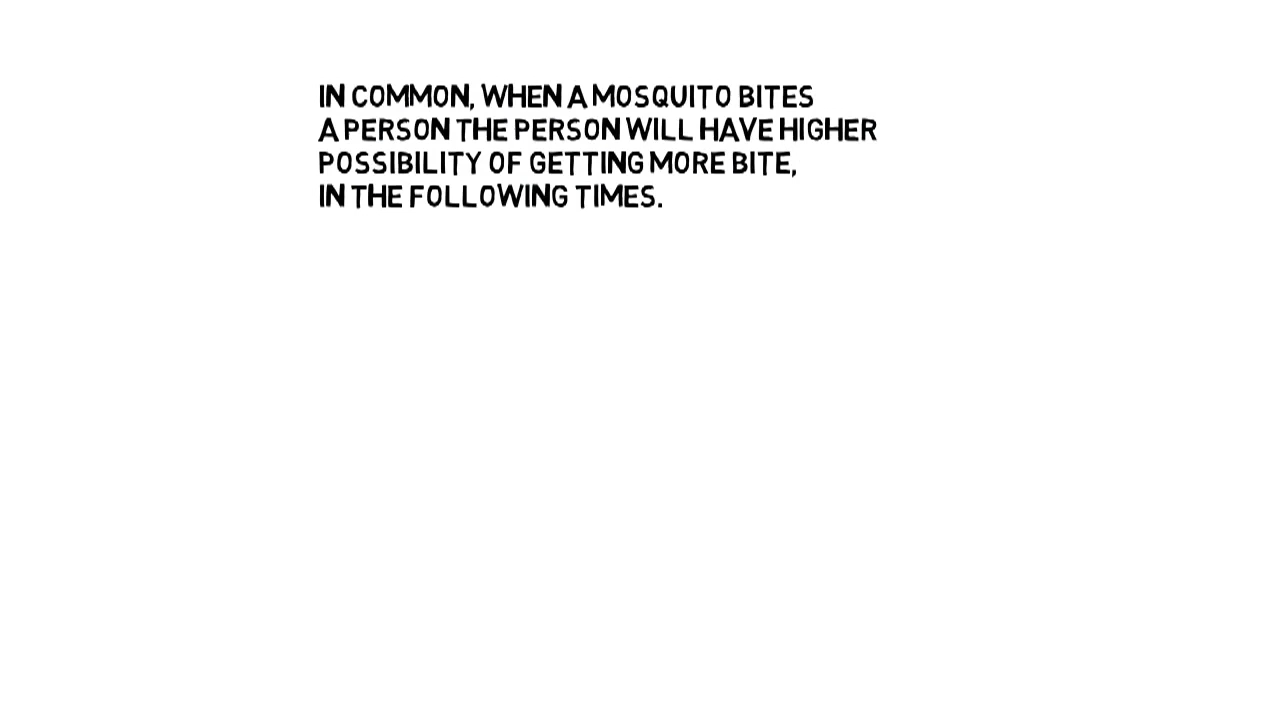 IN COMMON, WHEN A MOSQUITO BITES
A PERSON THE PERSON WILL HAVE HIGHER
POSSIBILITY OF GETTING MORE BITE,
IN THE FOLLOWING TIMES.